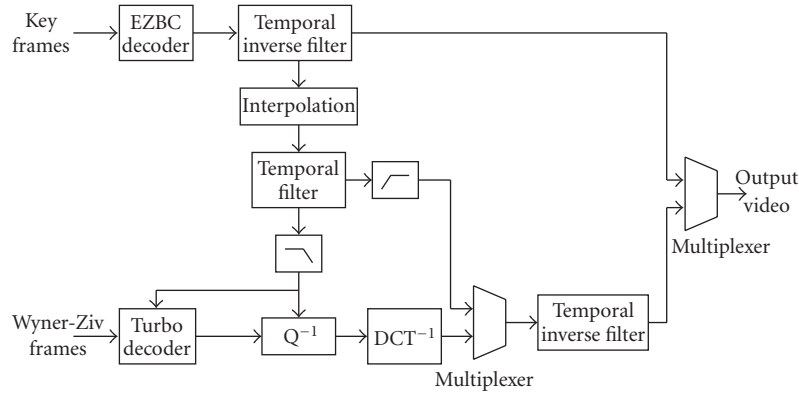 Key
frames
EZBC
decoder
Temporal
inverse filter
Interpolation
Temporal
filter
Output
video
Multiplexer
Wyner-Ziv
frames
Turbo
decoder
Q⁻¹
DCT⁻¹
Multiplexer
Temporal
inverse filter